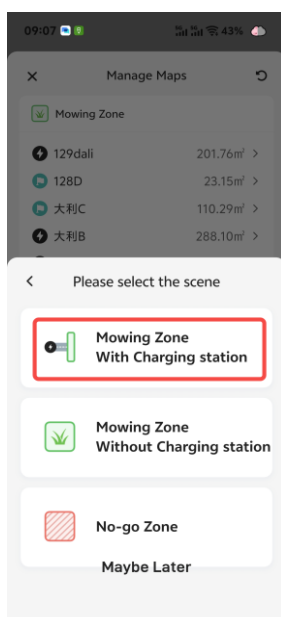 09:07 43%
Manage Maps
Mowing Zone
129dali 201.76㎡ >
128D 23.15㎡ >
大利C 110.29㎡ >
大利B 288.10㎡ >
Please select the scene
Mowing Zone
With Charging station
Mowing Zone
Without Charging station
No-go Zone
Maybe Later